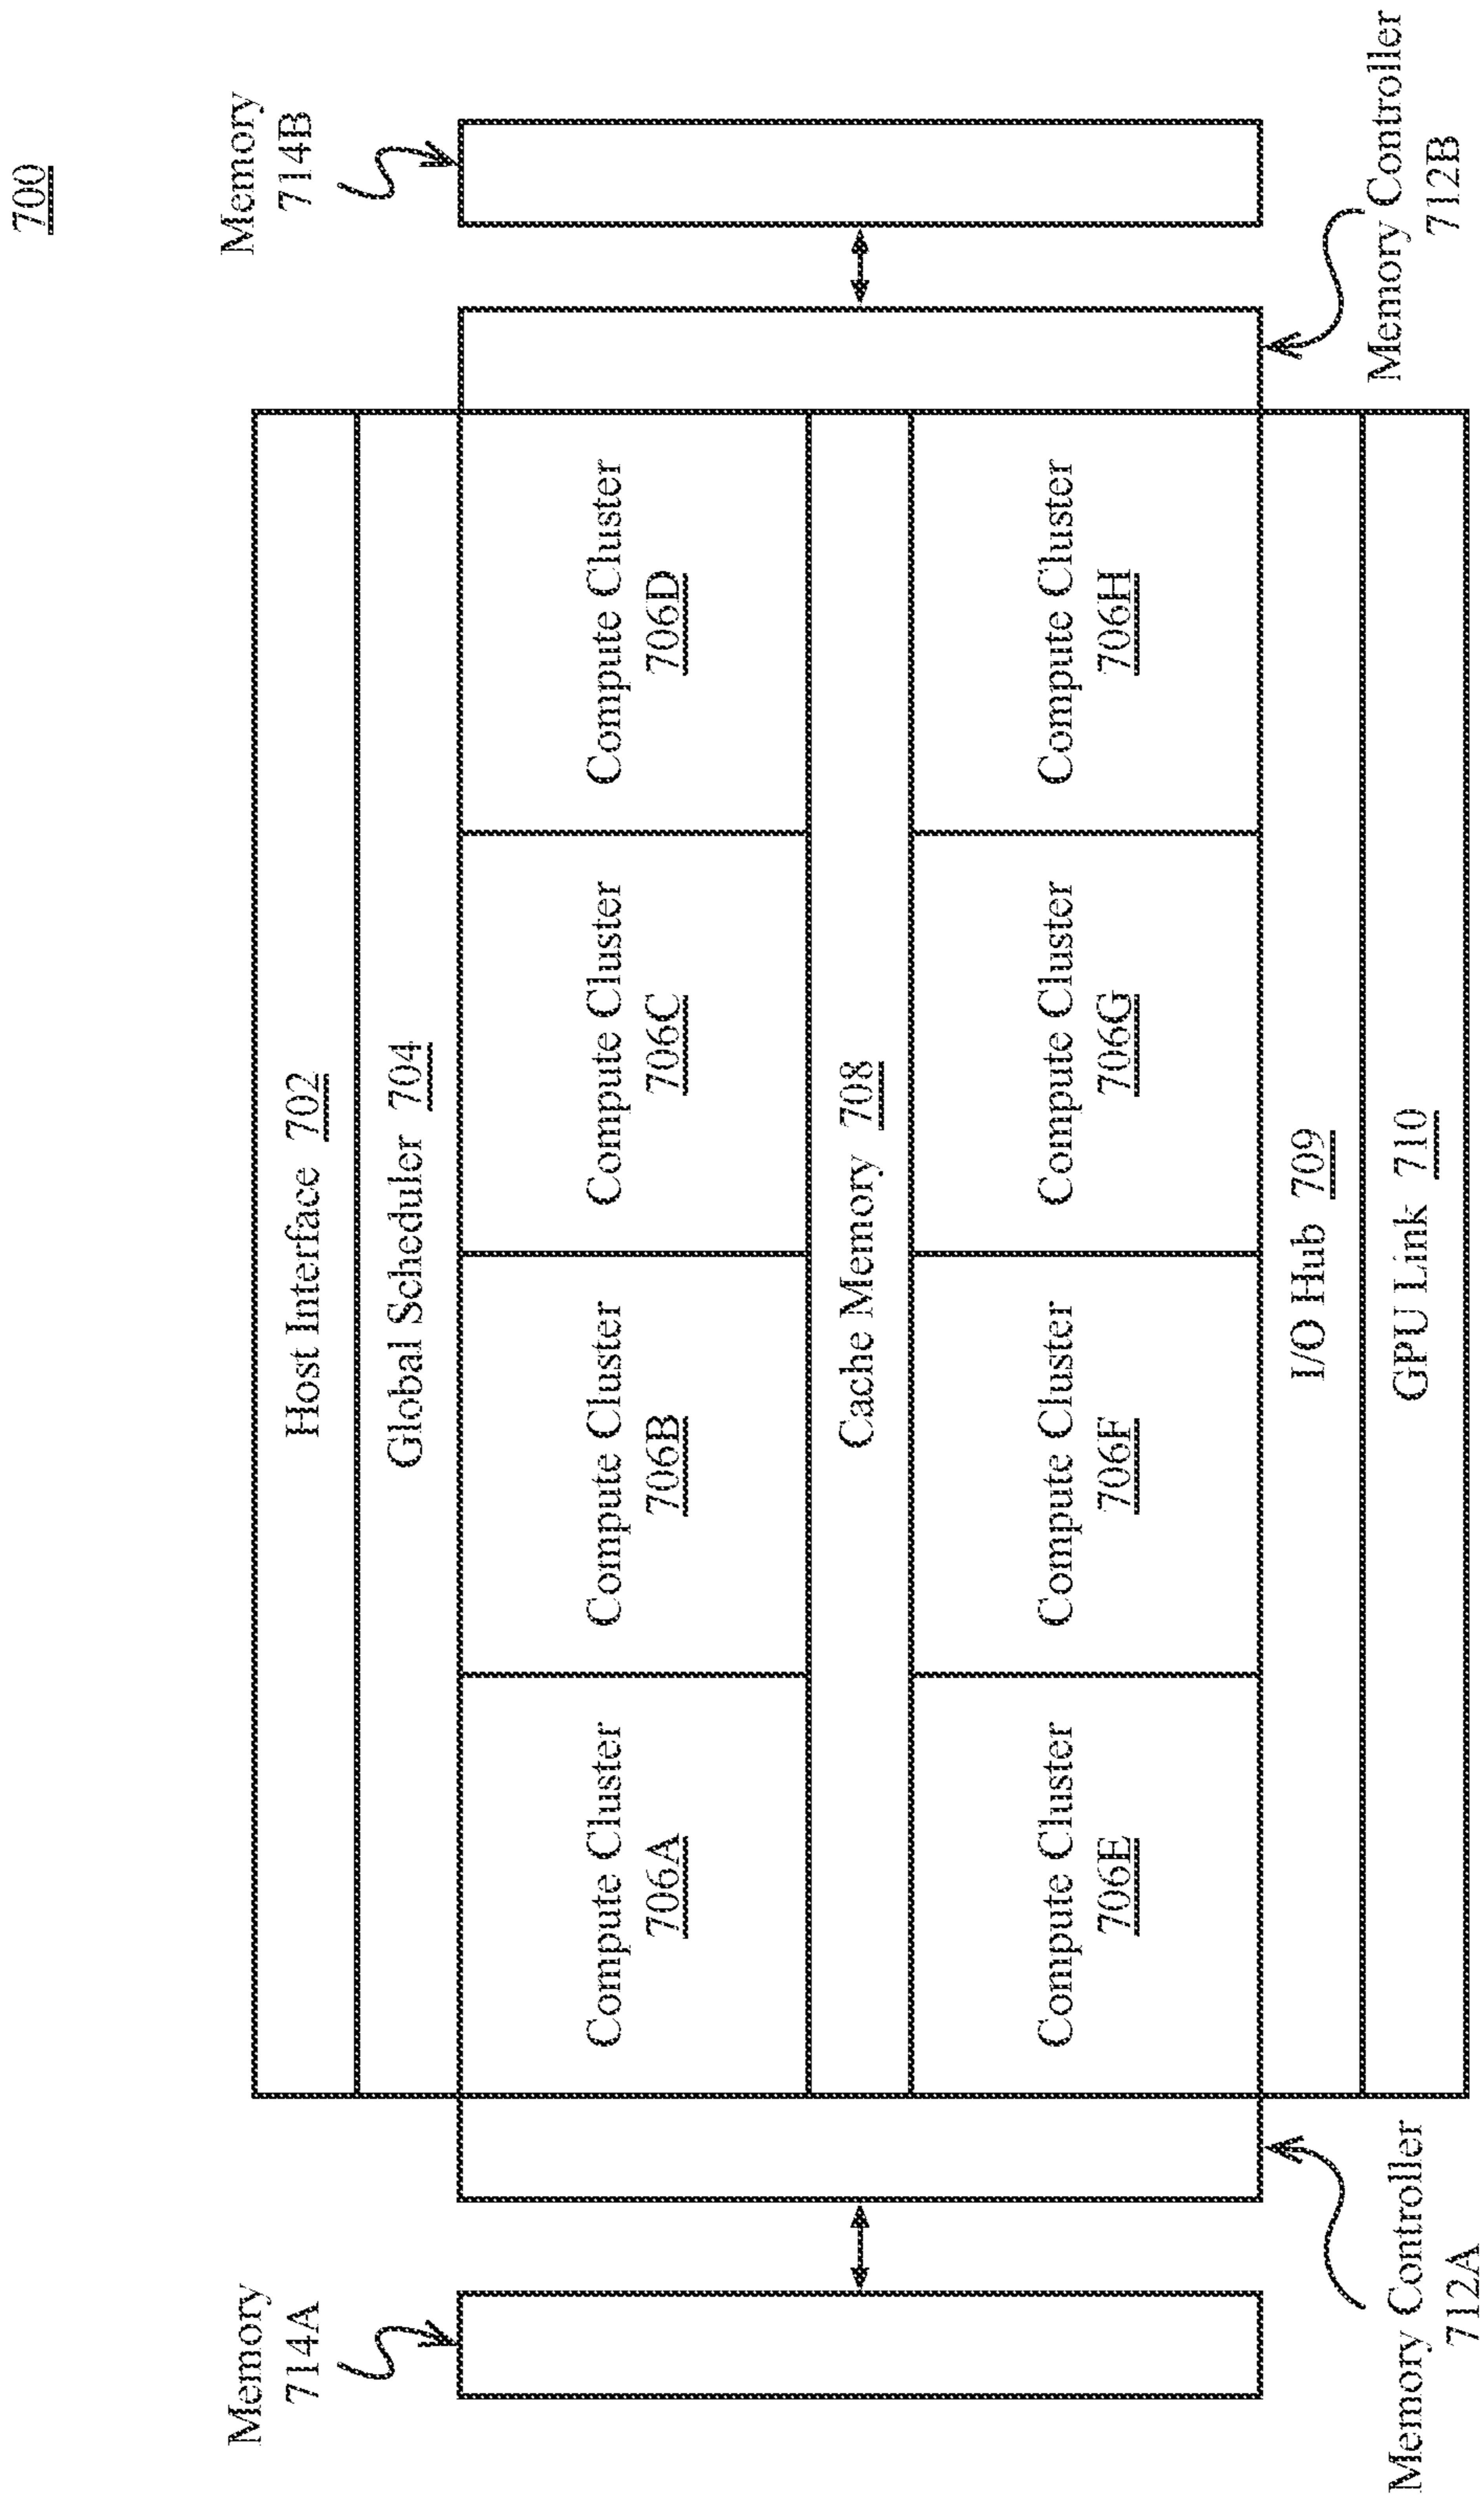 700
Memory
714A
Memory
714B
Host Interface 702
Global Scheduler 704
Compute Cluster
706A
Compute Cluster
706B
Compute Cluster
706C
Compute Cluster
706D
Cache Memory 708
Compute Cluster
706E
Compute Cluster
706F
Compute Cluster
706G
Compute Cluster
706H
I/O Hub 709
GPU Link 710
Memory Controller
712A
Memory Controller
712B